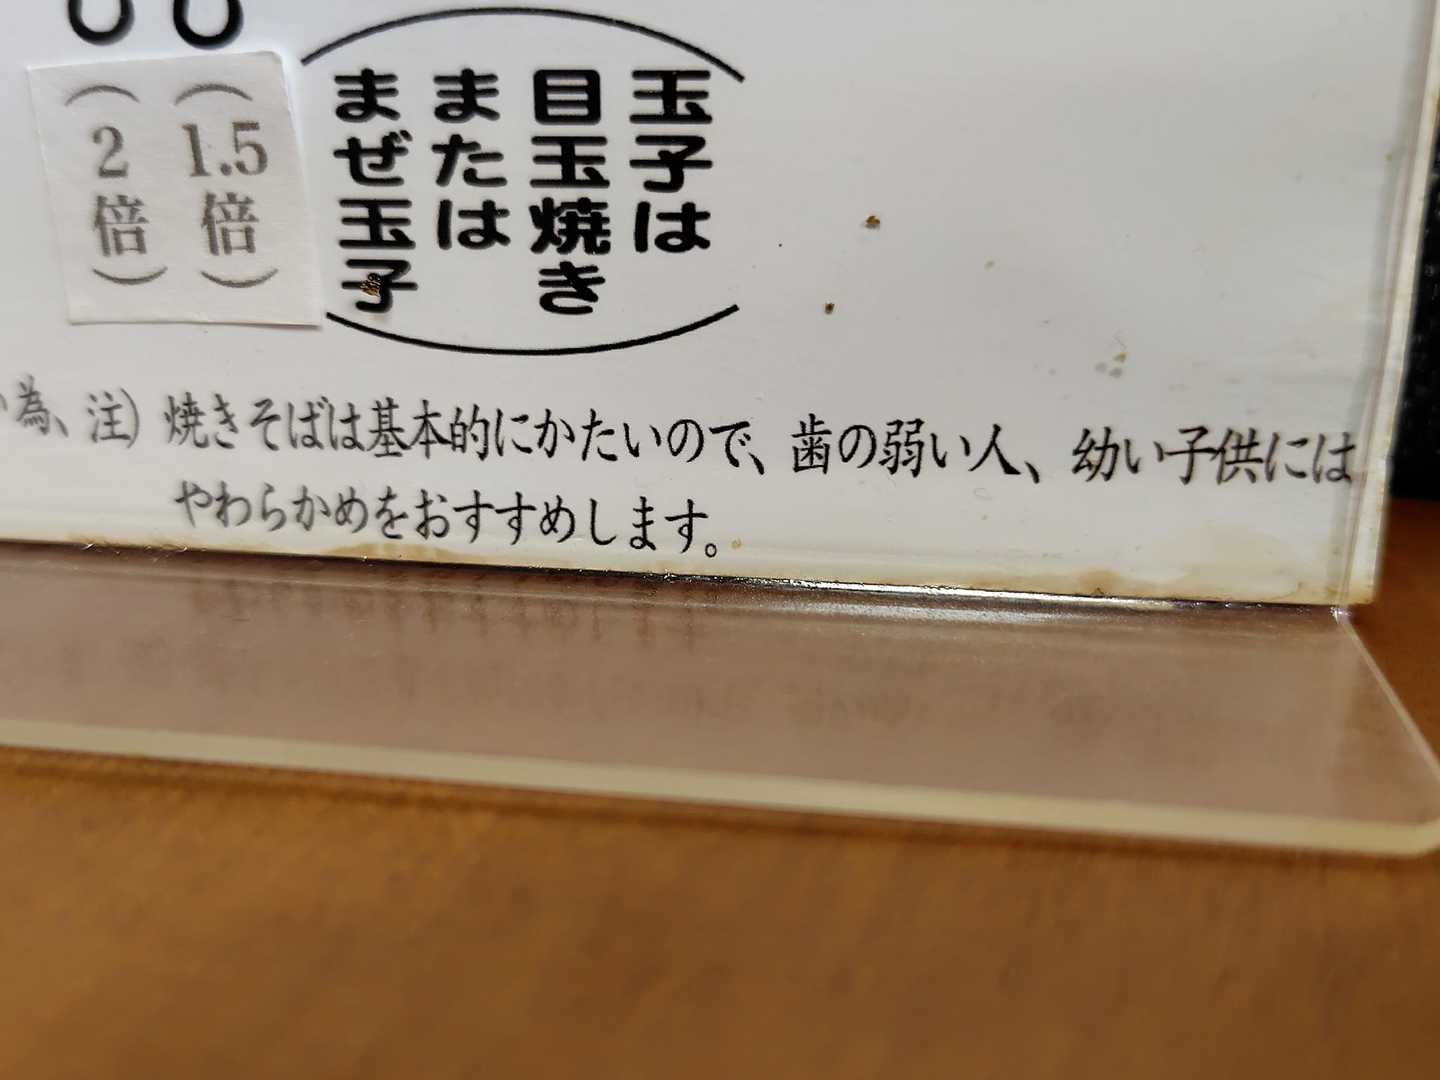 玉子は
目玉焼き
または
まぜ玉子
(1.5倍)
(2倍)
為、注)焼きそばは基本的にかたいので、歯の弱い人、幼い子供には
やわらかめをおすすめします。